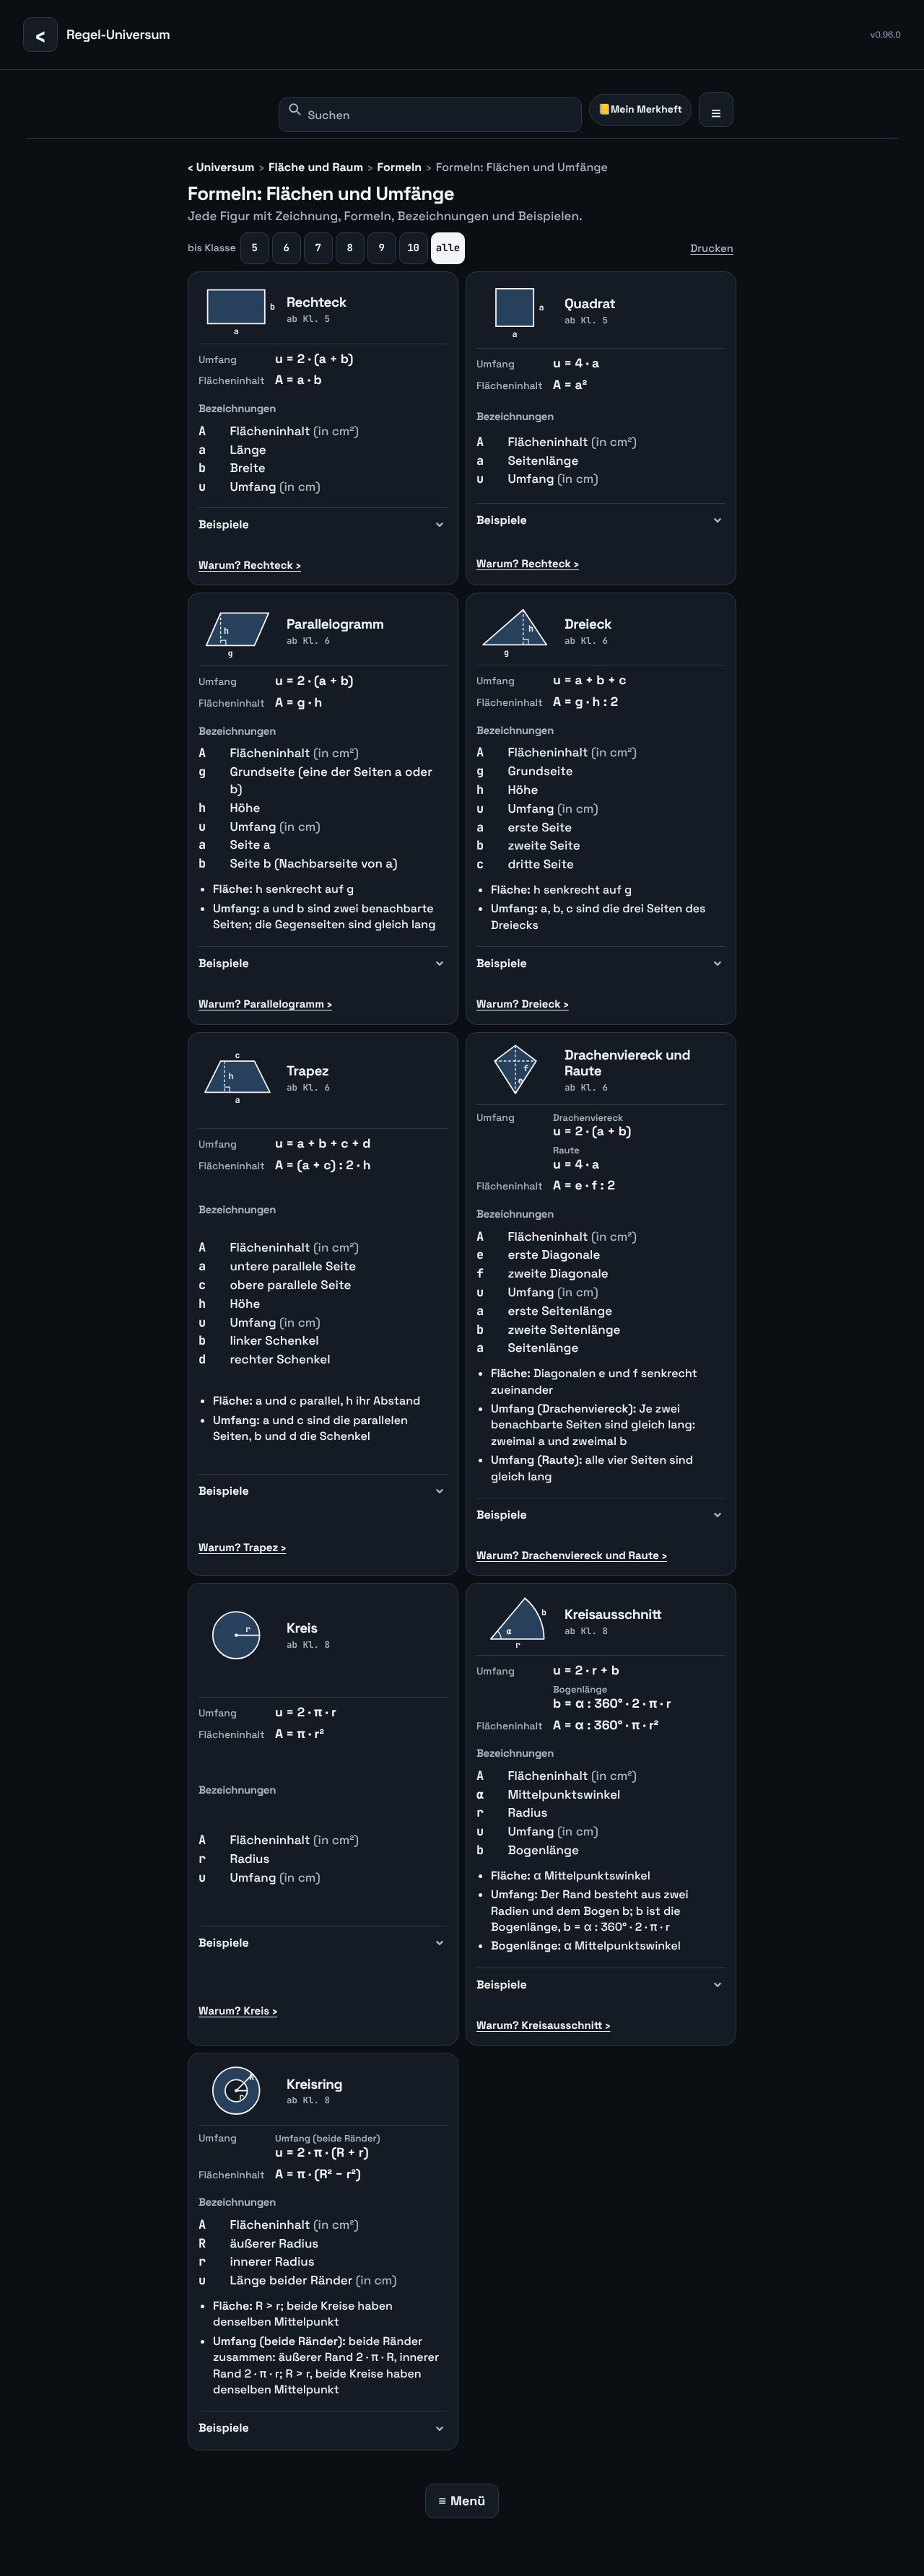 <
Regel-Universum
v0.96.0
Suchen
Mein Merkheft
≡
< Universum > Fläche und Raum > Formeln > Formeln: Flächen und Umfänge
Formeln: Flächen und Umfänge
Jede Figur mit Zeichnung, Formeln, Bezeichnungen und Beispielen.
bis Klasse 5 6 7 8 9 10 alle
Drucken
b
a
Rechteck
ab Kl. 5
Umfang u = 2 · (a + b)
Flächeninhalt A = a · b
Bezeichnungen
A Flächeninhalt (in cm²)
a Länge
b Breite
u Umfang (in cm)
Beispiele
Warum? Rechteck >
a
a
Quadrat
ab Kl. 5
Umfang u = 4 · a
Flächeninhalt A = a²
Bezeichnungen
A Flächeninhalt (in cm²)
a Seitenlänge
u Umfang (in cm)
Beispiele
Warum? Rechteck >
h
g
Parallelogramm
ab Kl. 6
Umfang u = 2 · (a + b)
Flächeninhalt A = g · h
Bezeichnungen
A Flächeninhalt (in cm²)
g Grundseite (eine der Seiten a oder
b)
h Höhe
u Umfang (in cm)
a Seite a
b Seite b (Nachbarseite von a)
• Fläche: h senkrecht auf g
• Umfang: a und b sind zwei benachbarte
Seiten; die Gegenseiten sind gleich lang
Beispiele
Warum? Parallelogramm >
h
g
Dreieck
ab Kl. 6
Umfang u = a + b + c
Flächeninhalt A = g · h : 2
Bezeichnungen
A Flächeninhalt (in cm²)
g Grundseite
h Höhe
u Umfang (in cm)
a erste Seite
b zweite Seite
c dritte Seite
• Fläche: h senkrecht auf g
• Umfang: a, b, c sind die drei Seiten des
Dreiecks
Beispiele
Warum? Dreieck >
c
h
a
Trapez
ab Kl. 6
Umfang u = a + b + c + d
Flächeninhalt A = (a + c) : 2 · h
Bezeichnungen
A Flächeninhalt (in cm²)
a untere parallele Seite
c obere parallele Seite
h Höhe
u Umfang (in cm)
b linker Schenkel
d rechter Schenkel
• Fläche: a und c parallel, h ihr Abstand
• Umfang: a und c sind die parallelen
Seiten, b und d die Schenkel
Beispiele
Warum? Trapez >
f
e
Drachenviereck und
Raute
ab Kl. 6
Umfang Drachenviereck
u = 2 · (a + b)
Raute
u = 4 · a
Flächeninhalt A = e · f : 2
Bezeichnungen
A Flächeninhalt (in cm²)
e erste Diagonale
f zweite Diagonale
u Umfang (in cm)
a erste Seitenlänge
b zweite Seitenlänge
a Seitenlänge
• Fläche: Diagonalen e und f senkrecht
zueinander
• Umfang (Drachenviereck): Je zwei
benachbarte Seiten sind gleich lang:
zweimal a und zweimal b
• Umfang (Raute): alle vier Seiten sind
gleich lang
Beispiele
Warum? Drachenviereck und Raute >
r
Kreis
ab Kl. 8
Umfang u = 2 · π · r
Flächeninhalt A = π · r²
Bezeichnungen
A Flächeninhalt (in cm²)
r Radius
u Umfang (in cm)
Beispiele
Warum? Kreis >
b
α
r
Kreisausschnitt
ab Kl. 8
Umfang u = 2 · r + b
Bogenlänge
b = α : 360° · 2 · π · r
Flächeninhalt A = α : 360° · π · r²
Bezeichnungen
A Flächeninhalt (in cm²)
α Mittelpunktswinkel
r Radius
u Umfang (in cm)
b Bogenlänge
• Fläche: α Mittelpunktswinkel
• Umfang: Der Rand besteht aus zwei
Radien und dem Bogen b; b ist die
Bogenlänge, b = α : 360° · 2 · π · r
• Bogenlänge: α Mittelpunktswinkel
Beispiele
Warum? Kreisausschnitt >
R
r
Kreisring
ab Kl. 8
Umfang Umfang (beide Ränder)
u = 2 · π · (R + r)
Flächeninhalt A = π · (R² − r²)
Bezeichnungen
A Flächeninhalt (in cm²)
R äußerer Radius
r innerer Radius
u Länge beider Ränder (in cm)
• Fläche: R > r; beide Kreise haben
denselben Mittelpunkt
• Umfang (beide Ränder): beide Ränder
zusammen: äußerer Rand 2 · π · R, innerer
Rand 2 · π · r; R > r, beide Kreise haben
denselben Mittelpunkt
Beispiele
≡ Menü